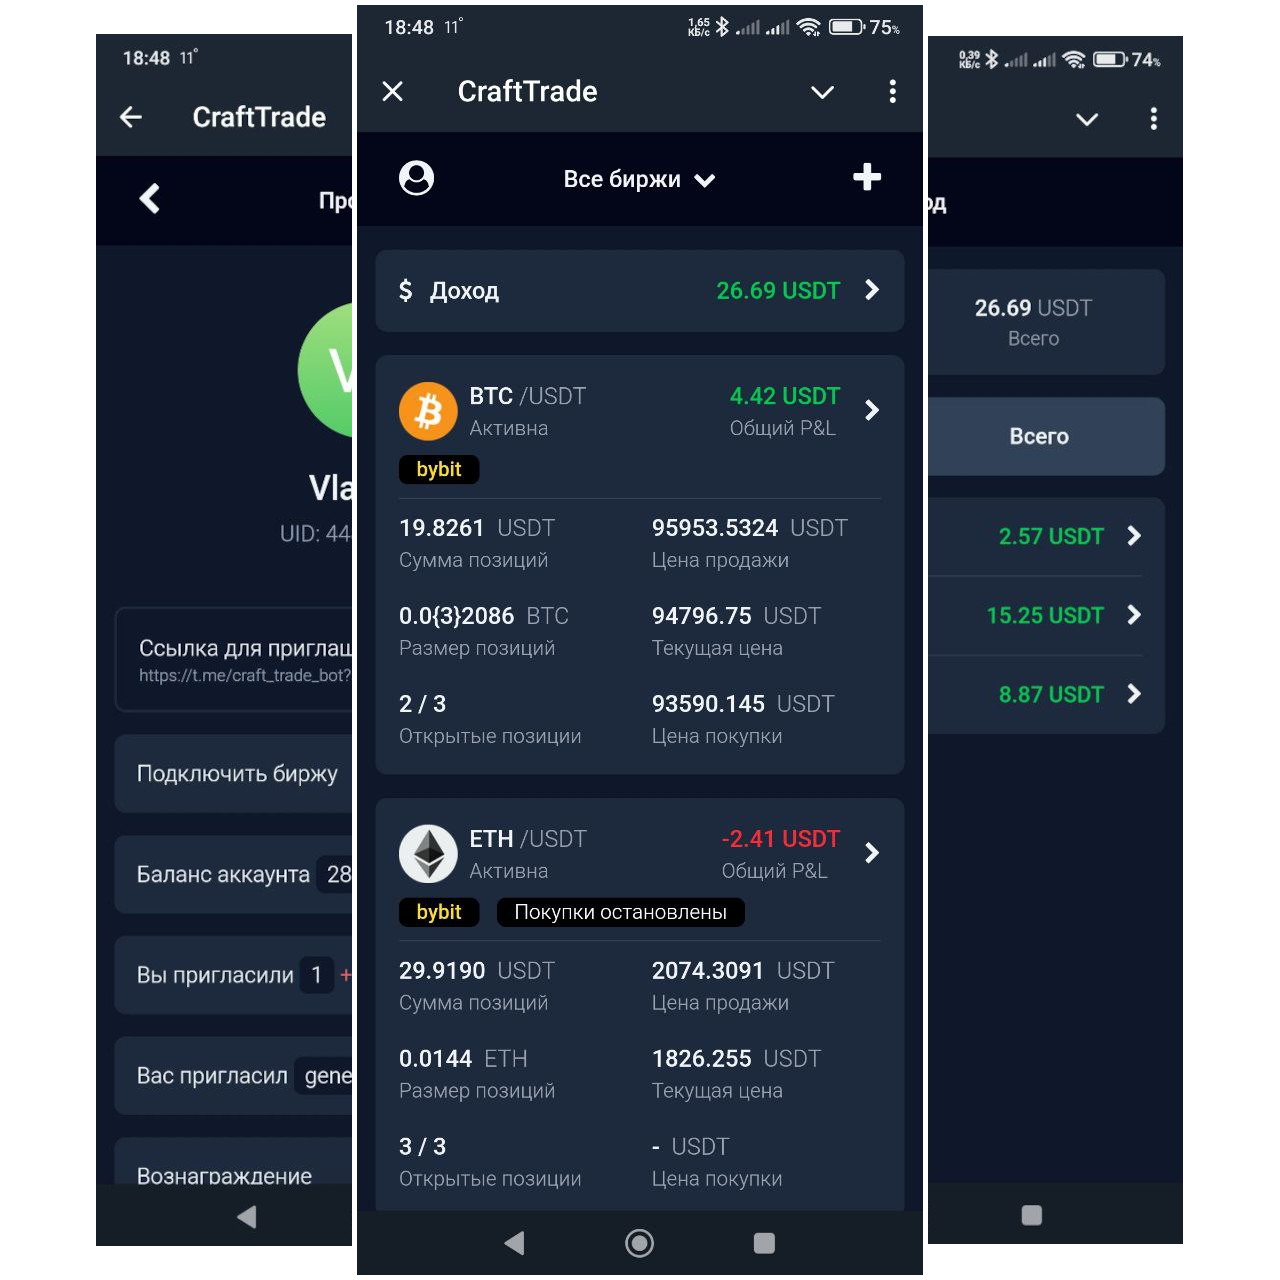 18:48 11°
CraftTrade
Vla
UID: 44
Ссылка для приглаш
https://t.me/craft_trade_bot?
Подключить биржу
Баланс аккаунта 28
Вы пригласили 1 +
Вас пригласил gene
Вознаграждение
18:48 11°
1,65 КБ/с 75%
CraftTrade
Все биржи
$ Доход 26.69 USDT
BTC /USDT 4.42 USDT
Активна Общий P&L
bybit
19.8261 USDT 95953.5324 USDT
Сумма позиций Цена продажи
0.0{3}2086 BTC 94796.75 USDT
Размер позиций Текущая цена
2 / 3 93590.145 USDT
Открытые позиции Цена покупки
ETH /USDT -2.41 USDT
Активна Общий P&L
bybit Покупки остановлены
29.9190 USDT 2074.3091 USDT
Сумма позиций Цена продажи
0.0144 ETH 1826.255 USDT
Размер позиций Текущая цена
3 / 3 - USDT
Открытые позиции Цена покупки
0,39 КБ/с 74%
26.69 USDT
Всего
Всего
2.57 USDT
15.25 USDT
8.87 USDT